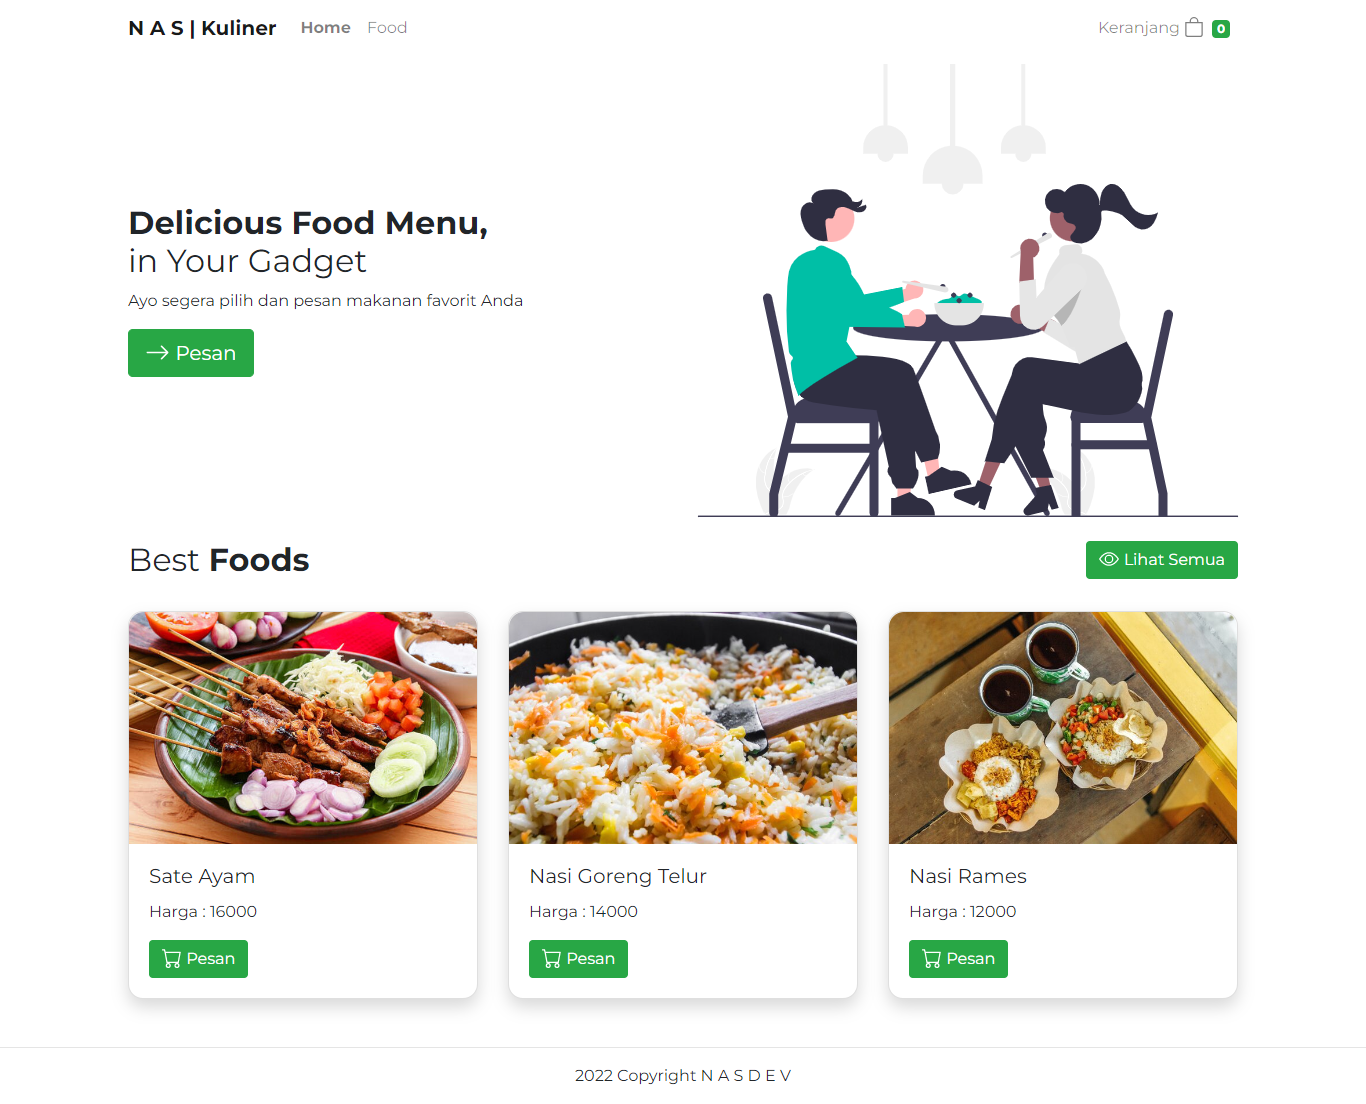 N A S | Kuliner Home Food Keranjang 0
Delicious Food Menu,
in Your Gadget
Ayo segera pilih dan pesan makanan favorit Anda
Pesan
Best Foods
Lihat Semua
Sate Ayam
Harga : 16000
Pesan
Nasi Goreng Telur
Harga : 14000
Pesan
Nasi Rames
Harga : 12000
Pesan
2022 Copyright N A S D E V